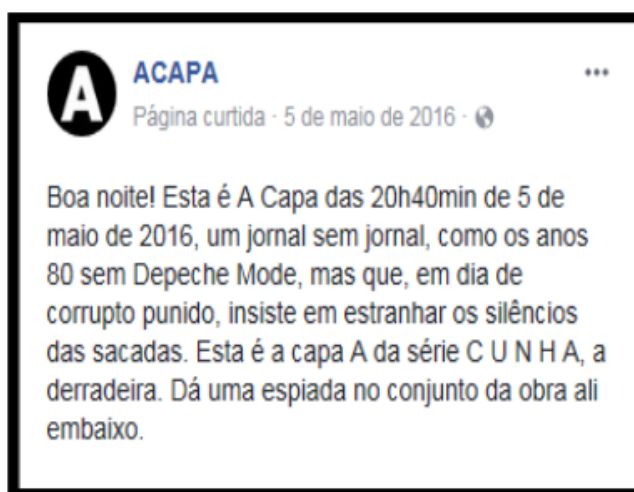 A
ACAPA
Página curtida · 5 de maio de 2016 ·
Boa noite! Esta é A Capa das 20h40min de 5 de
maio de 2016, um jornal sem jornal, como os anos
80 sem Depeche Mode, mas que, em dia de
corrupto punido, insiste em estranhar os silêncios
das sacadas. Esta é a capa A da série C U N H A, a
derradeira. Dá uma espiada no conjunto da obra ali
embaixo.